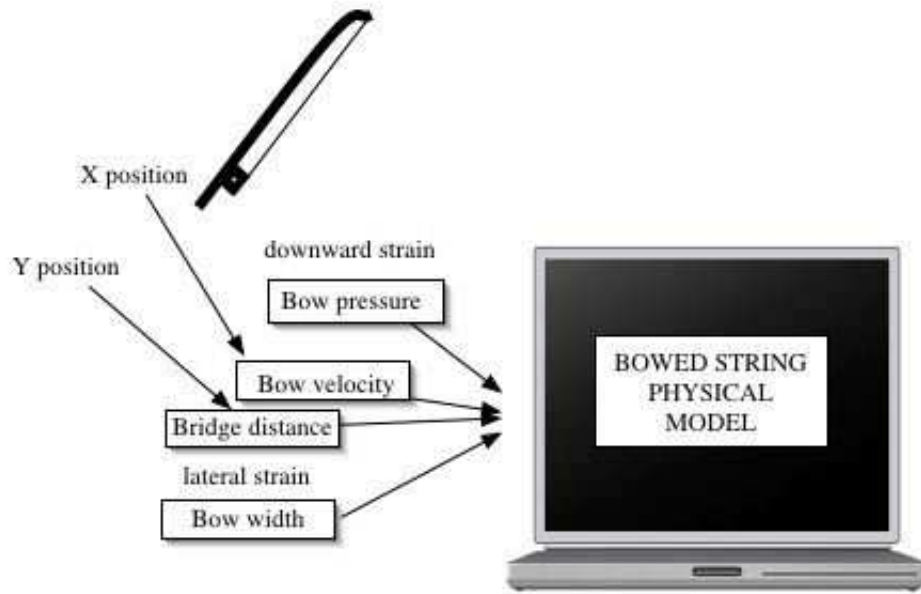 X position
Y position
downward strain
Bow pressure
Bow velocity
Bridge distance
lateral strain
Bow width
BOWED STRING
PHYSICAL
MODEL